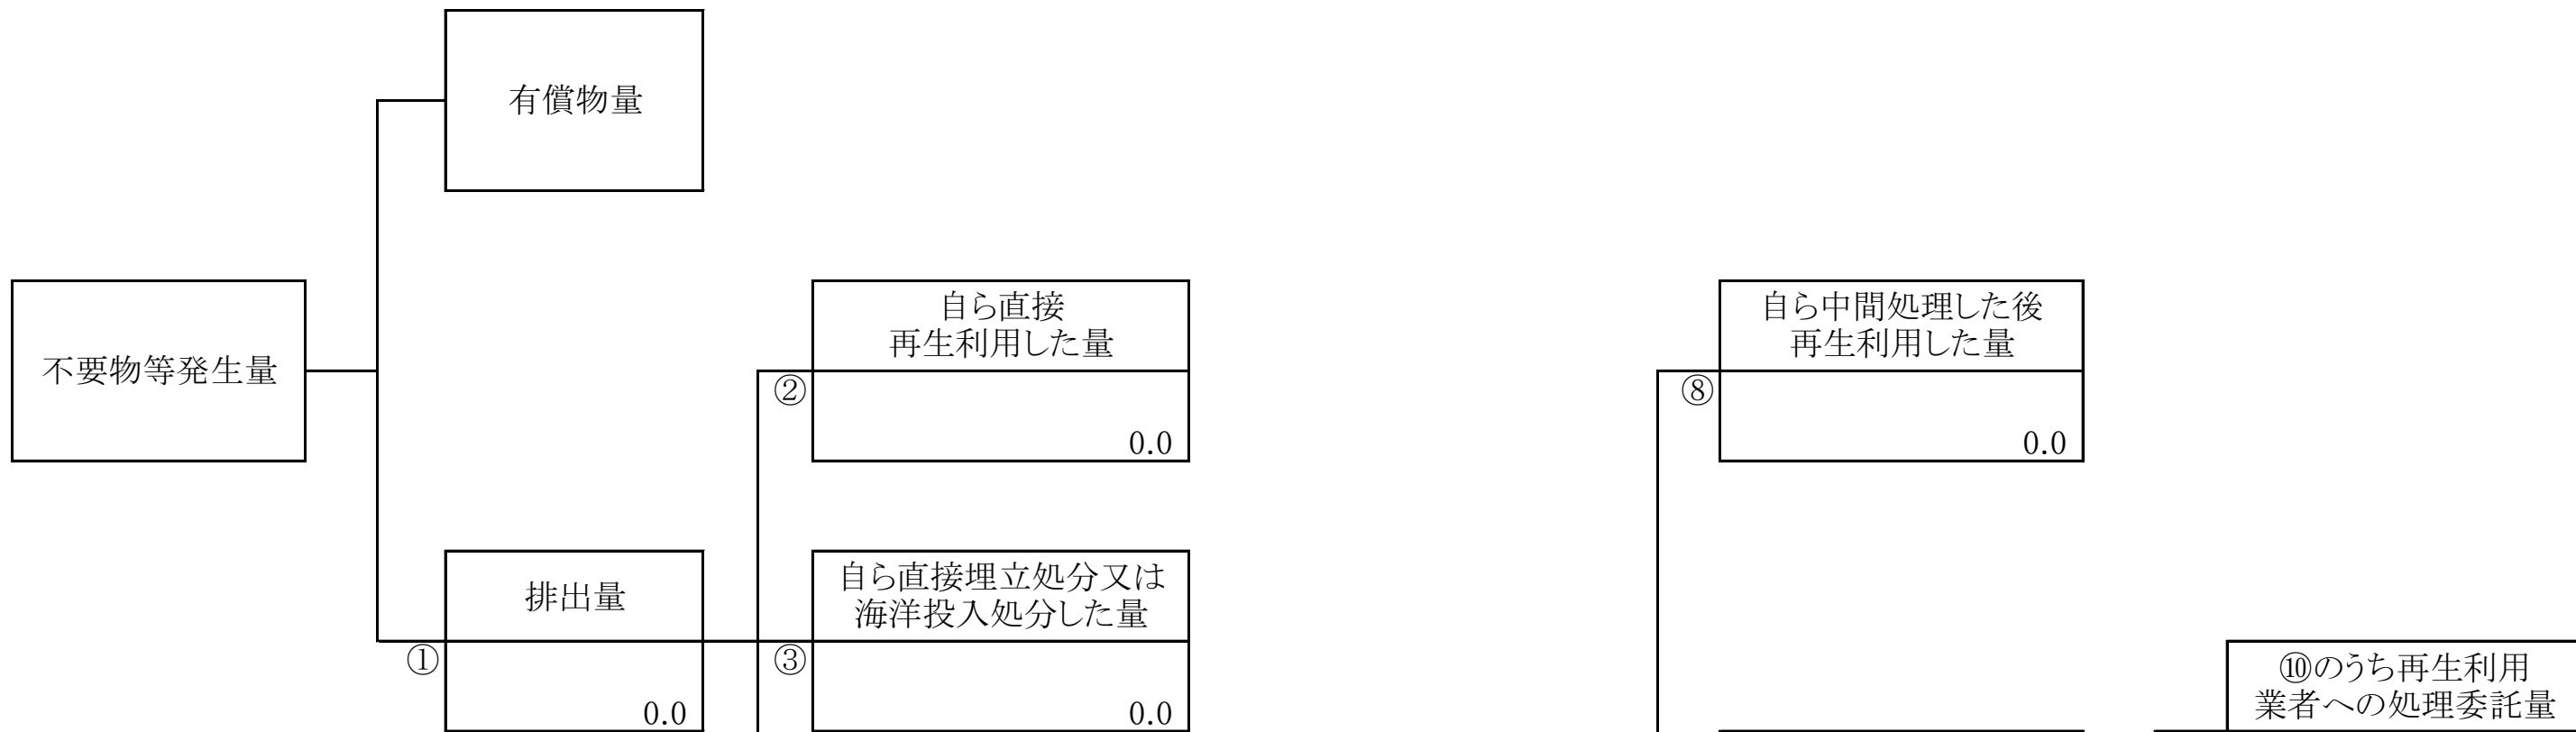 有償物量
不要物等発生量
自ら直接
再生利用した量
②
0.0
自ら中間処理した後
再生利用した量
⑧
0.0
排出量
①
0.0
自ら直接埋立処分又は
海洋投入処分した量
③
0.0
⑩のうち再生利用
業者への処理委託量